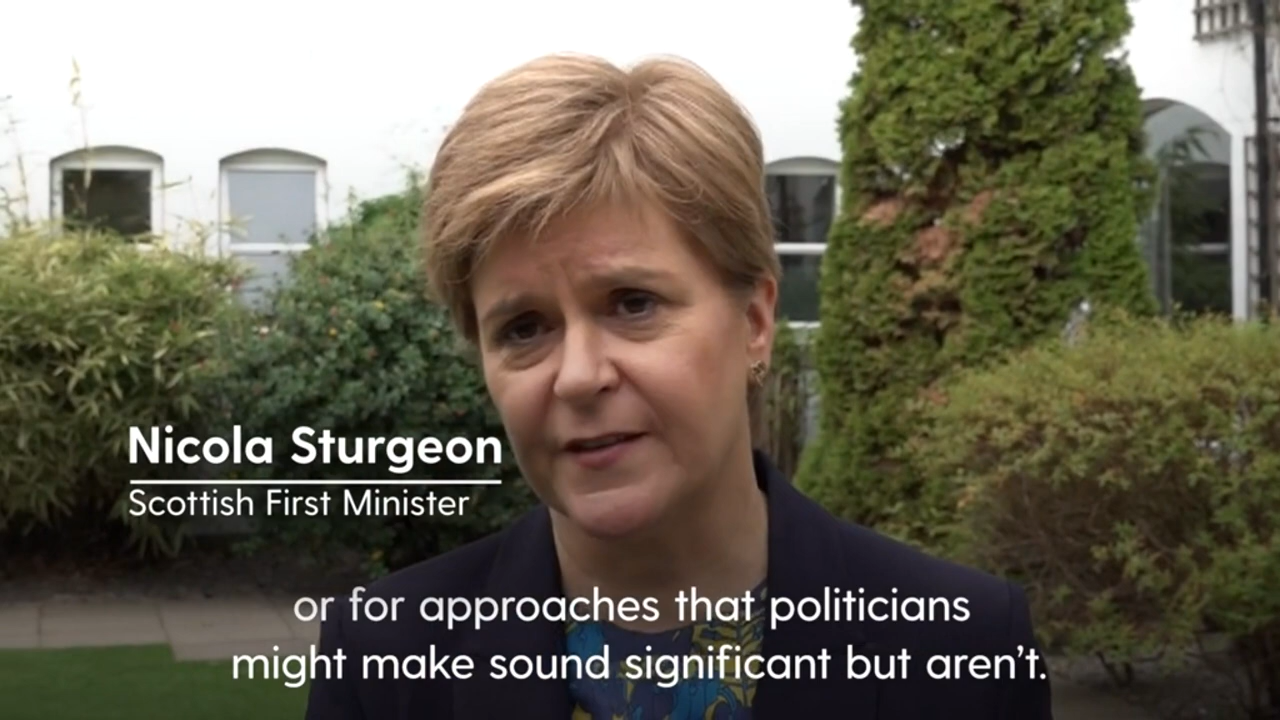 Nicola Sturgeon
Scottish First Minister
or for approaches that politicians
might make sound significant but aren't.